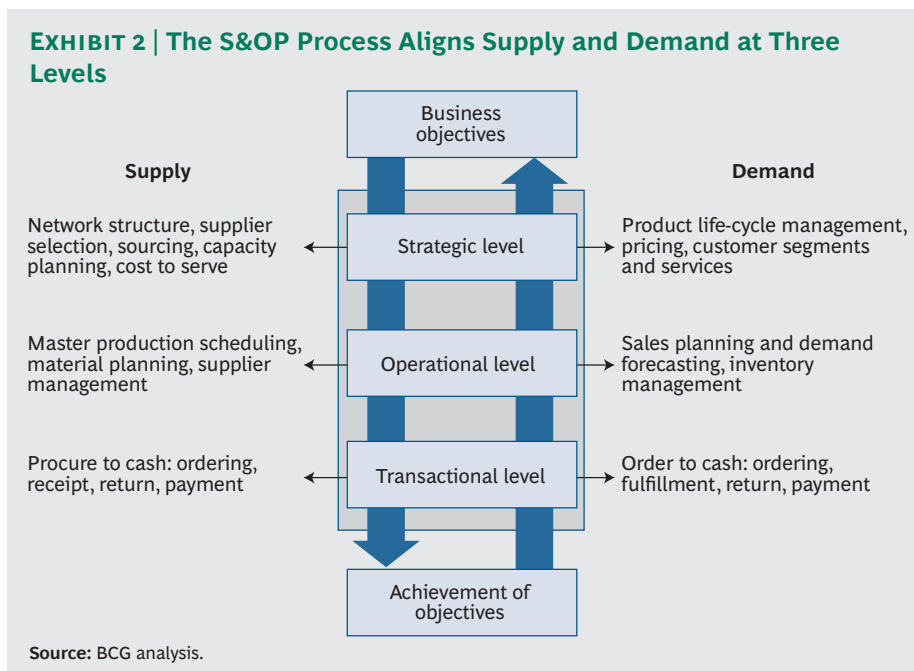 EXHIBIT 2 | The S&OP Process Aligns Supply and Demand at Three
Levels
Business
objectives
Supply
Demand
Network structure, supplier
selection, sourcing, capacity
planning, cost to serve
Strategic level
Product life-cycle management,
pricing, customer segments
and services
Master production scheduling,
material planning, supplier
management
Operational level
Sales planning and demand
forecasting, inventory
management
Procure to cash: ordering,
receipt, return, payment
Transactional level
Order to cash: ordering,
fulfillment, return, payment
Achievement of
objectives
Source: BCG analysis.